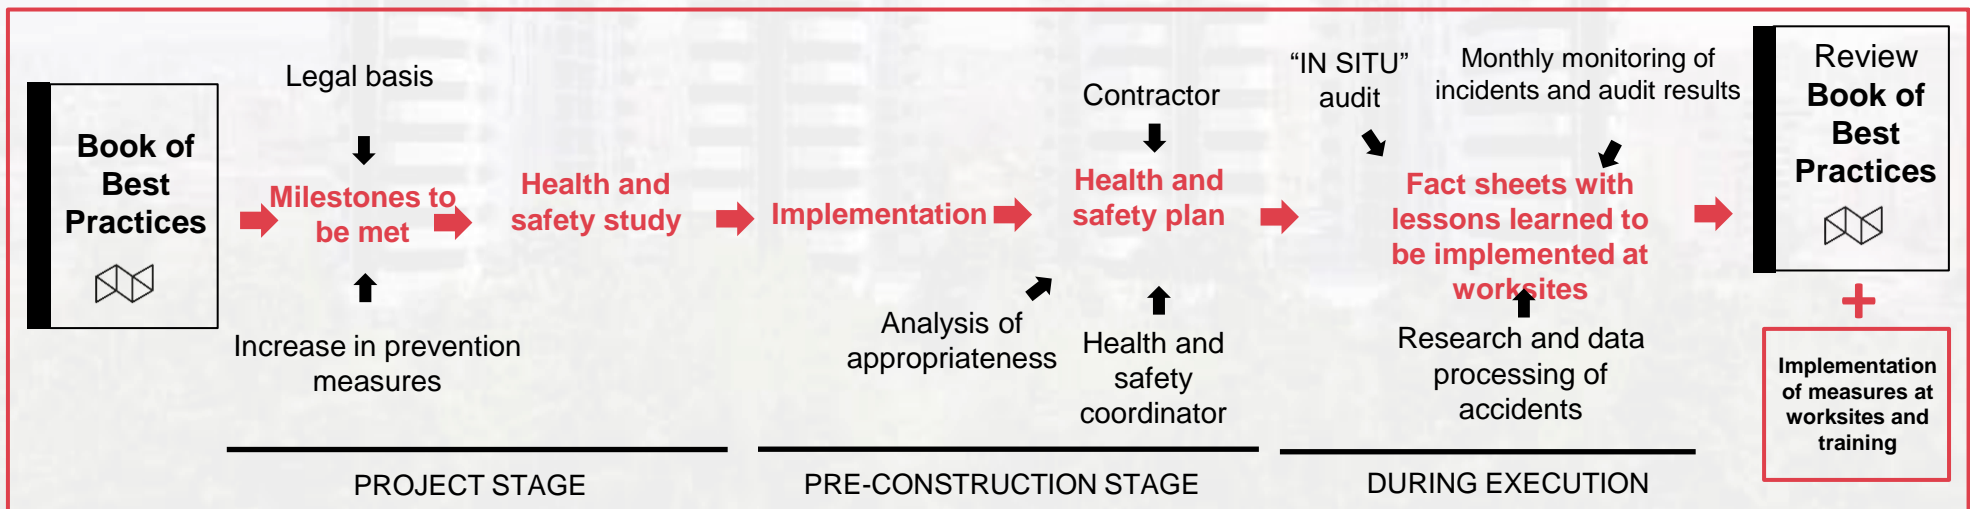 Book of
Best
Practices
Legal basis
Milestones to
be met
Increase in prevention
measures
Health and
safety study
PROJECT STAGE
Implementation
Analysis of
appropriateness
Contractor
Health and
safety plan
Health and
safety
coordinator
PRE-CONSTRUCTION STAGE
“IN SITU”
audit
Monthly monitoring of
incidents and audit results
Fact sheets with
lessons learned to
be implemented at
worksites
Research and data
processing of
accidents
DURING EXECUTION
Review
Book of
Best
Practices
+
Implementation
of measures at
worksites and
training